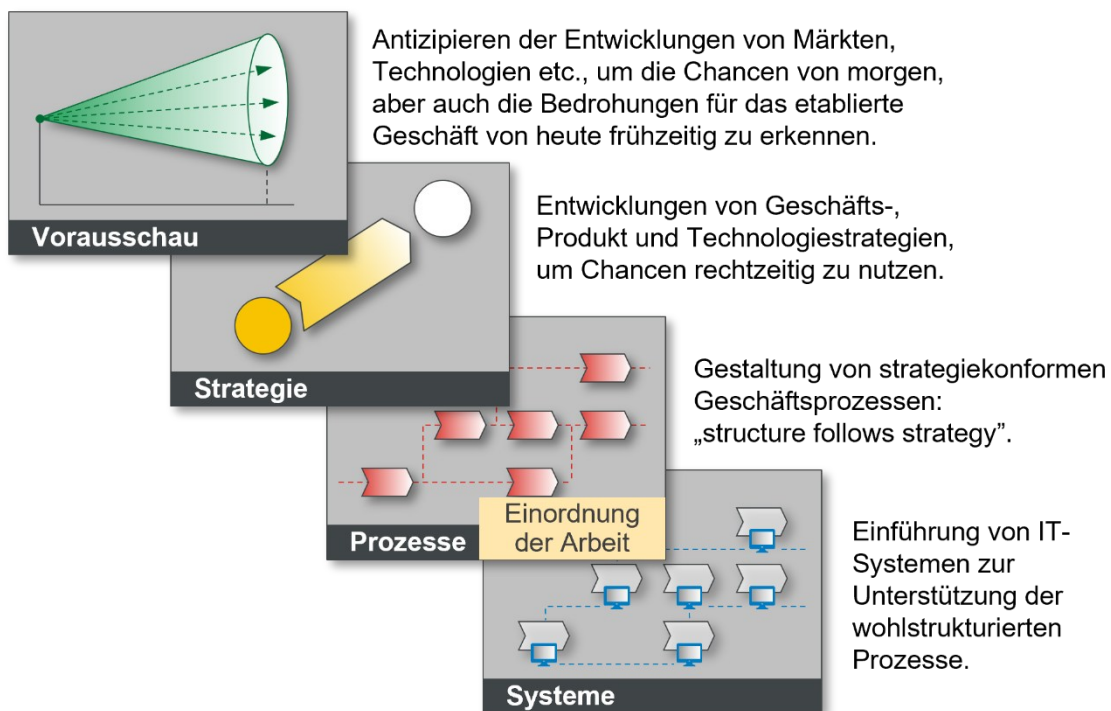 Antizipieren der Entwicklungen von Märkten,
Technologien etc., um die Chancen von morgen,
aber auch die Bedrohungen für das etablierte
Geschäft von heute frühzeitig zu erkennen.
Vorausschau
Entwicklungen von Geschäfts-,
Produkt und Technologiestrategien,
um Chancen rechtzeitig zu nutzen.
Strategie
Gestaltung von strategiekonformen
Geschäftsprozessen:
„structure follows strategy”.
Prozesse
Einordnung
der Arbeit
Einführung von IT-
Systemen zur
Unterstützung der
wohlstrukturierten
Prozesse.
Systeme